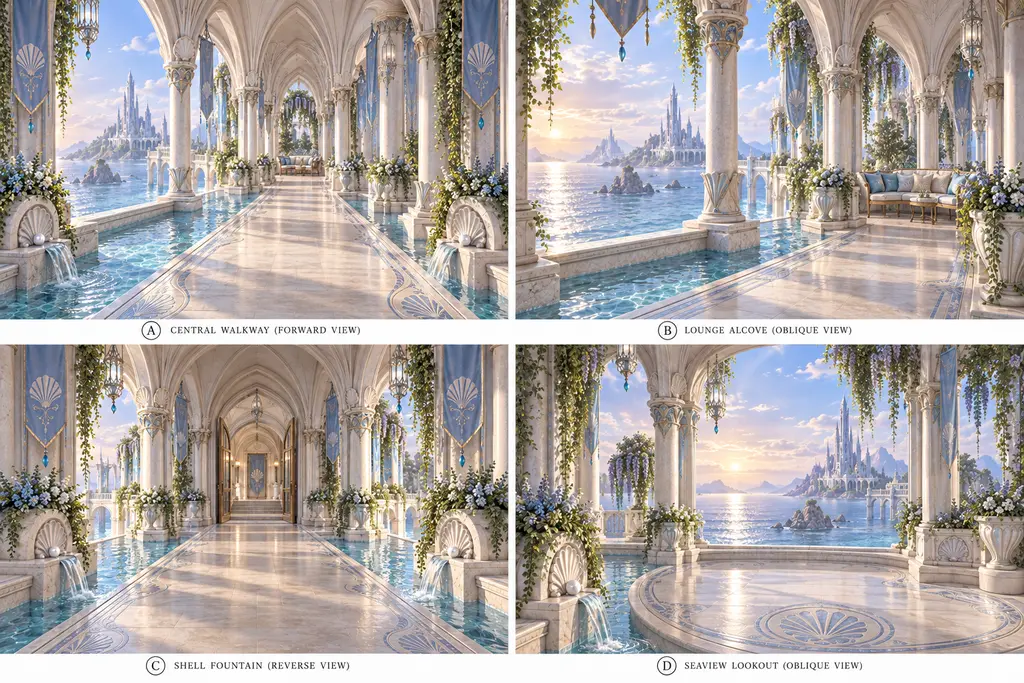 A CENTRAL WALKWAY (FORWARD VIEW)
B LOUNGE ALCOVE (OBLIQUE VIEW)
C SHELL FOUNTAIN (REVERSE VIEW)
D SEAVIEW LOOKOUT (OBLIQUE VIEW)